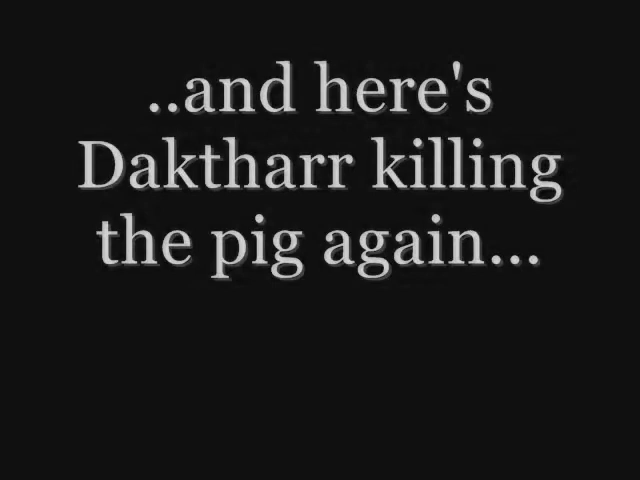 ..and here's
Daktharr killing
the pig again...